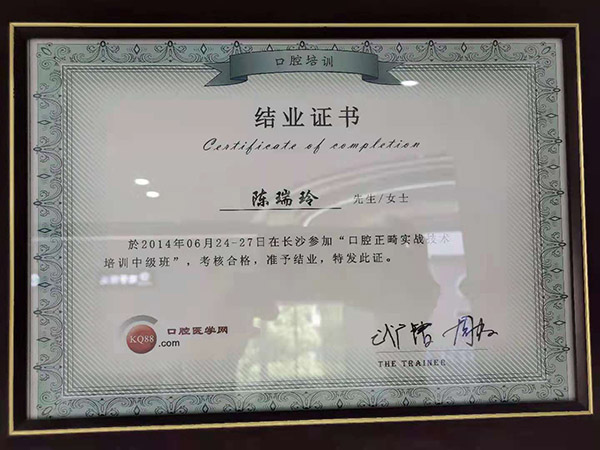 口腔培训
结业证书
Certificate of completion
陈瑞玲 先生/女士
於2014年06月24-27日在长沙参加“口腔正畸实战技术
培训中级班”，考核合格，准予结业，特发此证。
KQ88 口腔医学网
.com
THE TRAINER